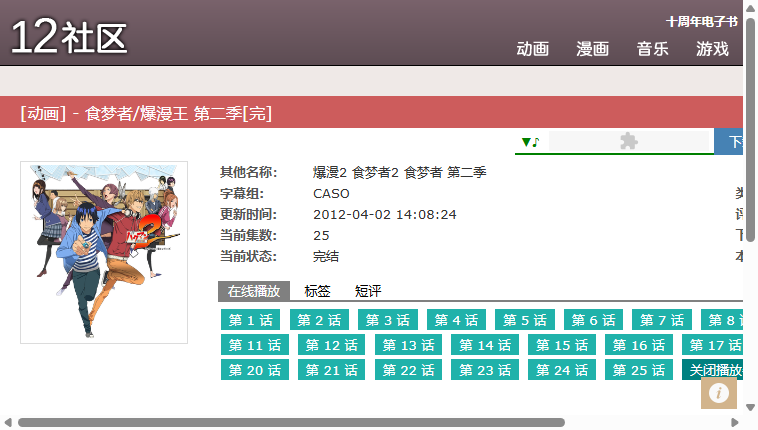 12社区
十周年电子书
动画 漫画 音乐 游戏
[动画] - 食梦者/爆漫王 第二季[完]
▼♪
其他名称: 爆漫2 食梦者2 食梦者 第二季
字幕组: CASO
更新时间: 2012-04-02 14:08:24
当前集数: 25
当前状态: 完结
在线播放 标签 短评
第 1 话 第 2 话 第 3 话 第 4 话 第 5 话 第 6 话 第 7 话 第 8
第 11 话 第 12 话 第 13 话 第 14 话 第 15 话 第 16 话 第 17 话
第 20 话 第 21 话 第 22 话 第 23 话 第 24 话 第 25 话 关闭播放